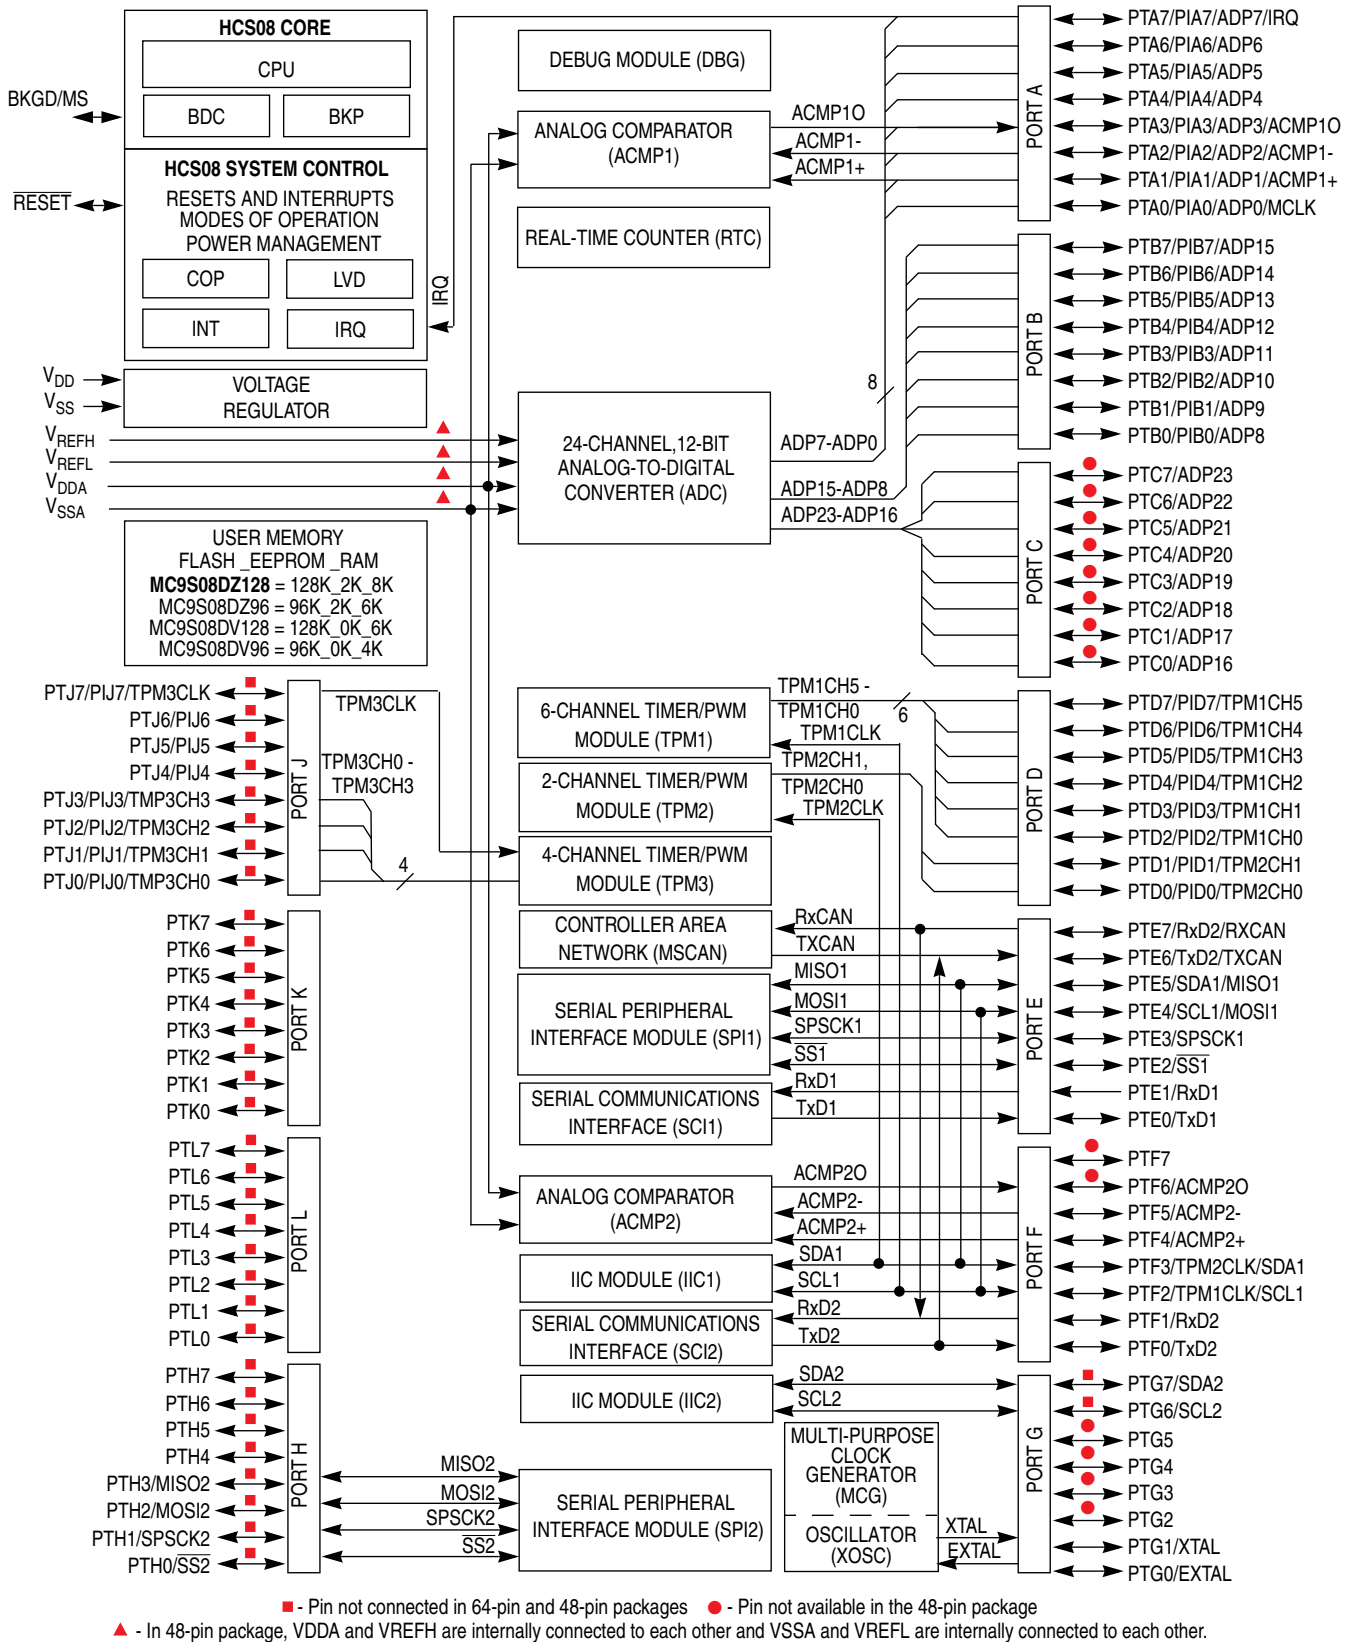 HCS08 CORE
CPU
BDC
BKP
BKGD/MS
HCS08 SYSTEM CONTROL
RESETS AND INTERRUPTS
MODES OF OPERATION
POWER MANAGEMENT
COP
LVD
INT
IRQ
RESET
IRQ
VDD
VSS
VOLTAGE
REGULATOR
VREFH
VREFL
VDDA
VSSA
USER MEMORY
FLASH _EEPROM _RAM
MC9S08DZ128 = 128K_2K_8K
MC9S08DZ96 = 96K_2K_6K
MC9S08DV128 = 128K_0K_6K
MC9S08DV96 = 96K_0K_4K
DEBUG MODULE (DBG)
ANALOG COMPARATOR
(ACMP1)
ACMP1O
ACMP1-
ACMP1+
REAL-TIME COUNTER (RTC)
24-CHANNEL,12-BIT
ANALOG-TO-DIGITAL
CONVERTER (ADC)
8
ADP7-ADP0
ADP15-ADP8
ADP23-ADP16
PORT A
PTA7/PIA7/ADP7/IRQ
PTA6/PIA6/ADP6
PTA5/PIA5/ADP5
PTA4/PIA4/ADP4
PTA3/PIA3/ADP3/ACMP1O
PTA2/PIA2/ADP2/ACMP1-
PTA1/PIA1/ADP1/ACMP1+
PTA0/PIA0/ADP0/MCLK
PORT B
PTB7/PIB7/ADP15
PTB6/PIB6/ADP14
PTB5/PIB5/ADP13
PTB4/PIB4/ADP12
PTB3/PIB3/ADP11
PTB2/PIB2/ADP10
PTB1/PIB1/ADP9
PTB0/PIB0/ADP8
PORT C
PTC7/ADP23
PTC6/ADP22
PTC5/ADP21
PTC4/ADP20
PTC3/ADP19
PTC2/ADP18
PTC1/ADP17
PTC0/ADP16
PTJ7/PIJ7/TPM3CLK
PTJ6/PIJ6
PTJ5/PIJ5
PTJ4/PIJ4
PTJ3/PIJ3/TMP3CH3
PTJ2/PIJ2/TPM3CH2
PTJ1/PIJ1/TPM3CH1
PTJ0/PIJ0/TMP3CH0
PORT J
TPM3CLK
TPM3CH0 -
TPM3CH3
4
6-CHANNEL TIMER/PWM
MODULE (TPM1)
TPM1CH5 -
TPM1CH0
6
TPM1CLK
2-CHANNEL TIMER/PWM
MODULE (TPM2)
TPM2CH1,
TPM2CH0
TPM2CLK
4-CHANNEL TIMER/PWM
MODULE (TPM3)
PORT D
PTD7/PID7/TPM1CH5
PTD6/PID6/TPM1CH4
PTD5/PID5/TPM1CH3
PTD4/PID4/TPM1CH2
PTD3/PID3/TPM1CH1
PTD2/PID2/TPM1CH0
PTD1/PID1/TPM2CH1
PTD0/PID0/TPM2CH0
PTK7
PTK6
PTK5
PTK4
PTK3
PTK2
PTK1
PTK0
PORT K
CONTROLLER AREA
NETWORK (MSCAN)
RxCAN
TXCAN
SERIAL PERIPHERAL
INTERFACE MODULE (SPI1)
MISO1
MOSI1
SPSCK1
SS1
SERIAL COMMUNICATIONS
INTERFACE (SCI1)
RxD1
TxD1
PORT E
PTE7/RxD2/RXCAN
PTE6/TxD2/TXCAN
PTE5/SDA1/MISO1
PTE4/SCL1/MOSI1
PTE3/SPSCK1
PTE2/SS1
PTE1/RxD1
PTE0/TxD1
PTL7
PTL6
PTL5
PTL4
PTL3
PTL2
PTL1
PTL0
PORT L
ANALOG COMPARATOR
(ACMP2)
ACMP2O
ACMP2-
ACMP2+
IIC MODULE (IIC1)
SDA1
SCL1
SERIAL COMMUNICATIONS
INTERFACE (SCI2)
RxD2
TxD2
PORT F
PTF7
PTF6/ACMP2O
PTF5/ACMP2-
PTF4/ACMP2+
PTF3/TPM2CLK/SDA1
PTF2/TPM1CLK/SCL1
PTF1/RxD2
PTF0/TxD2
PTH7
PTH6
PTH5
PTH4
PTH3/MISO2
PTH2/MOSI2
PTH1/SPSCK2
PTH0/SS2
PORT H
MISO2
MOSI2
SPSCK2
SS2
IIC MODULE (IIC2)
SDA2
SCL2
SERIAL PERIPHERAL
INTERFACE MODULE (SPI2)
MULTI-PURPOSE
CLOCK
GENERATOR
(MCG)
OSCILLATOR
(XOSC)
XTAL
EXTAL
PORT G
PTG7/SDA2
PTG6/SCL2
PTG5
PTG4
PTG3
PTG2
PTG1/XTAL
PTG0/EXTAL
- Pin not connected in 64-pin and 48-pin packages
- Pin not available in the 48-pin package
- In 48-pin package, VDDA and VREFH are internally connected to each other and VSSA and VREFL are internally connected to each other.